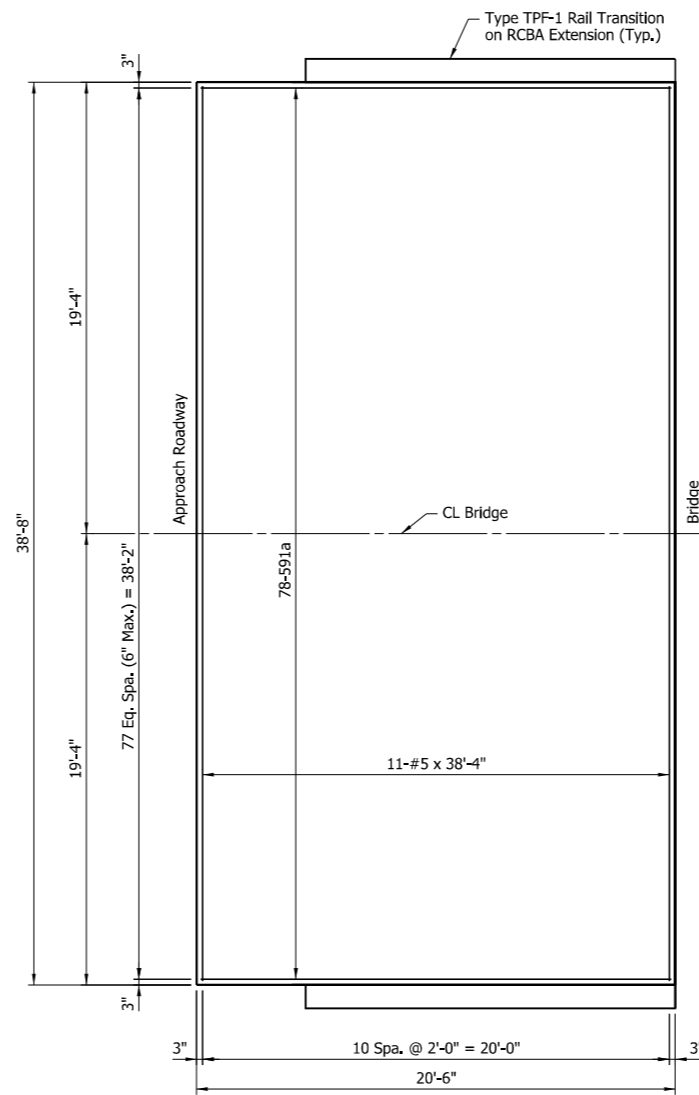 Type TPF-1 Rail Transition
on RCBA Extension (Typ.)
3"
19'-4"
Approach Roadway
CL Bridge
Bridge
38'-8"
77 Eq. Spa. (6" Max.) = 38'-2"
78-591a
19'-4"
11-#5 x 38'-4"
3"
3"
10 Spa. @ 2'-0" = 20'-0"
3"
20'-6"